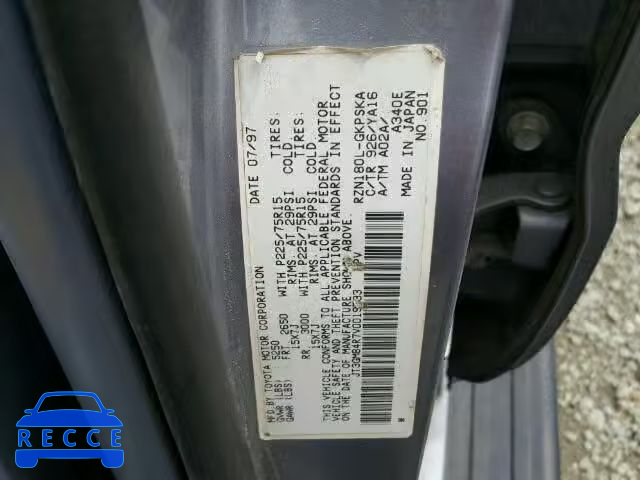 MFD.BY TOYOTA MOTOR CORPORATION DATE 07/97
GVWR (LBS) 5250
GAWR (LBS) FRT 2650 WITH P225/75R15 TIRES,
15X7J RIMS, AT 29PSI COLD.
RR 3000 WITH P225/75R15 TIRES,
15X7J RIMS, AT 29PSI COLD
THIS VEHICLE CONFORMS TO ALL APPLICABLE FEDERAL MOTOR
VEHICLE SAFETY AND THEFT PREVENTION STANDARDS IN EFFECT
ON THE DATE OF MANUFACTURE SHOWN ABOVE.
MPV
RZN180L-GKPSKA
C/TR 926/YA16
A/TM A02A/ A340E
MADE IN JAPAN
NO.901
RECCE